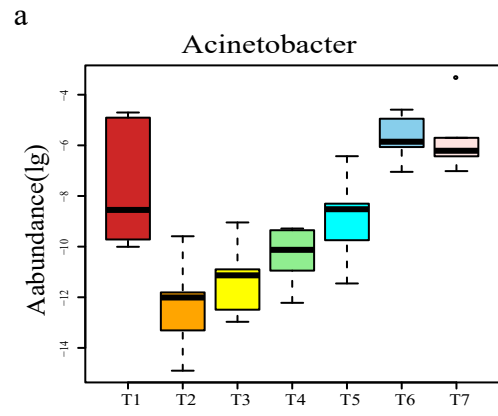 a
Acinetobacter
Aabundance(lg)
-4
-6
-8
-10
-12
-14
T1 T2 T3 T4 T5 T6 T7